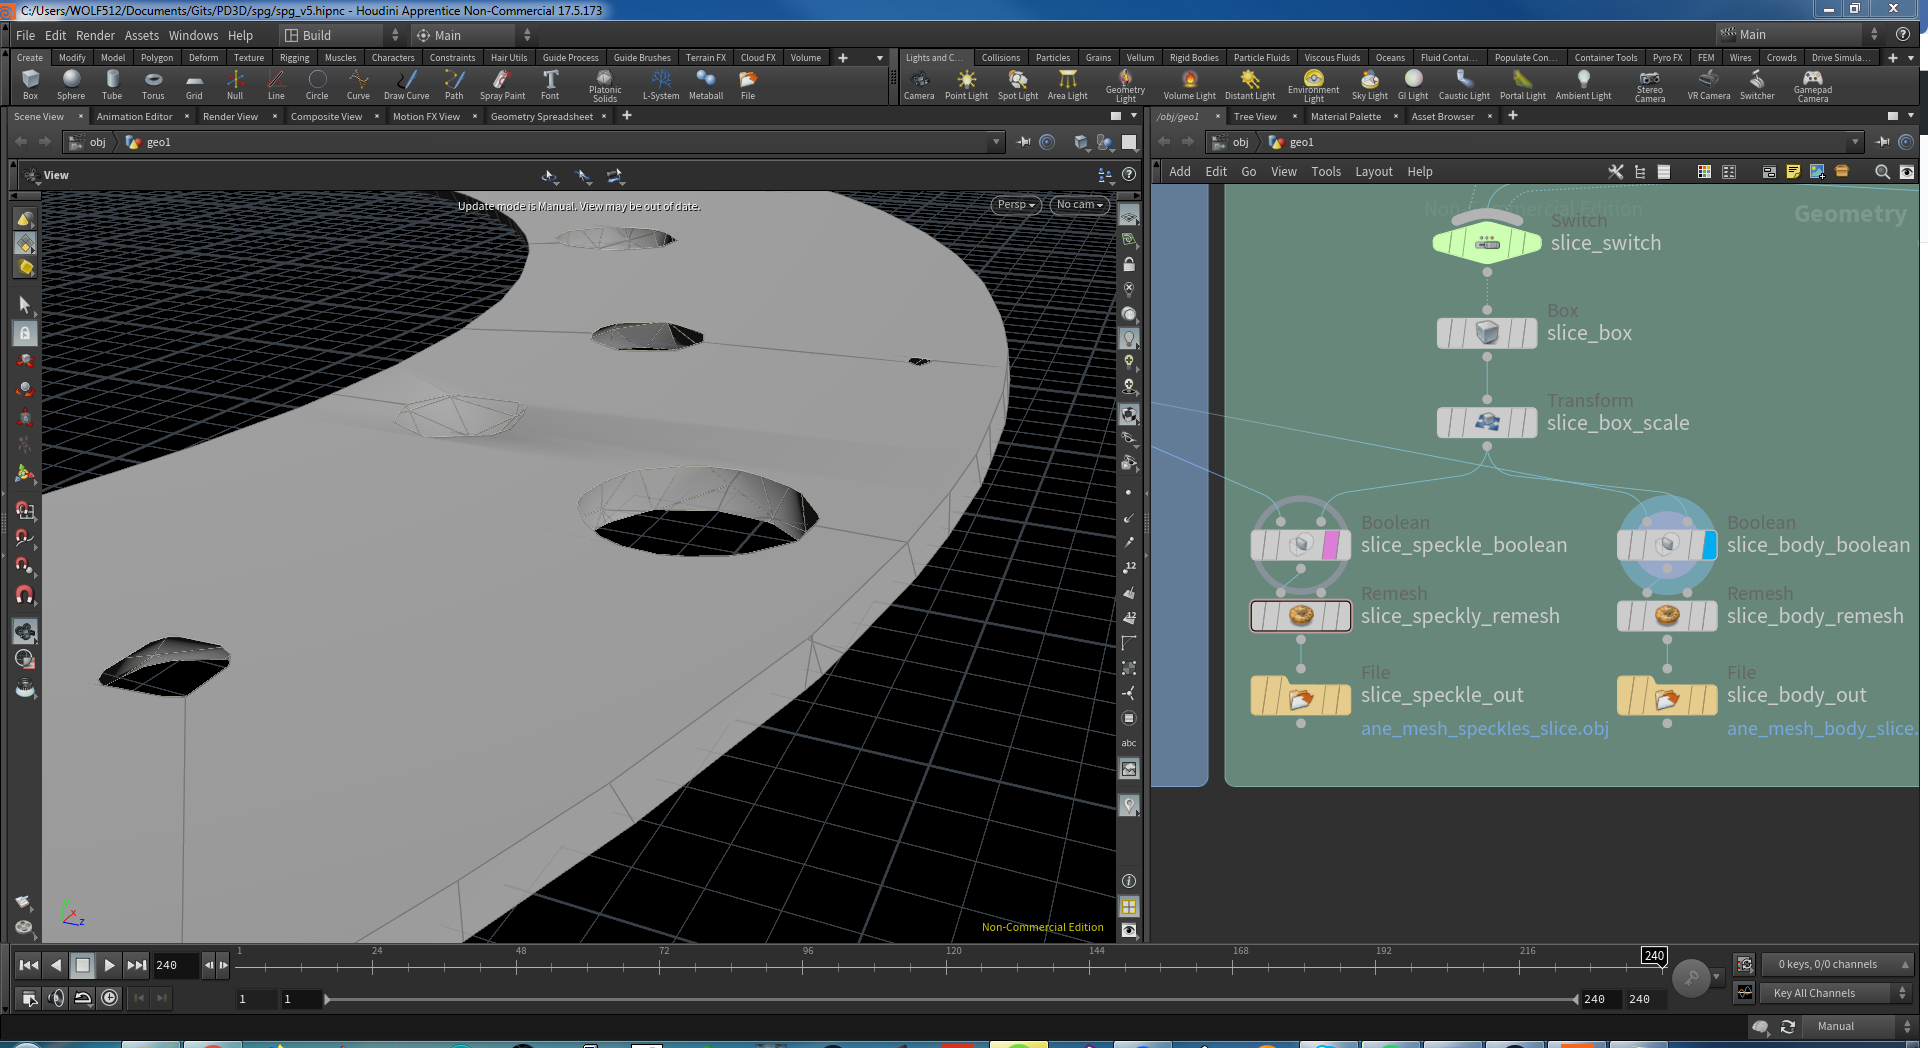 C:/Users/WOLF512/Documents/Gits/PD3D/spg/spg_v5.hipnc - Houdini Apprentice Non-Commercial 17.5.173
File Edit Render Assets Windows Help Build Main Main
Create Modify Model Polygon Deform Texture Rigging Muscles Characters Constraints Hair Utils Guide Process Guide Brushes Terrain FX Cloud FX Volume
Lights and C... Collisions Particles Grains Vellum Rigid Bodies Particle Fluids Viscous Fluids Oceans Fluid Contai... Populate Con... Container Tools Pyro FX FEM Wires Crowds Drive Simula...
Box Sphere Tube Torus Grid Null Line Circle Curve Draw Curve Path Spray Paint Font Platonic Solids L-System Metaball File
Camera Point Light Spot Light Area Light Geometry Light Volume Light Distant Light Environment Light Sky Light GI Light Caustic Light Portal Light Ambient Light Stereo Camera VR Camera Switcher Gamepad Camera
Scene View Animation Editor Render View Composite View Motion FX View Geometry Spreadsheet
/obj/geo1 Tree View Material Palette Asset Browser
obj geo1
obj geo1
View
Add Edit Go View Tools Layout Help
Update mode is Manual. View may be out of date.
Persp No cam
Non-Commercial Edition
Geometry
Switch
slice_switch
Box
slice_box
Transform
slice_box_scale
Boolean
slice_speckle_boolean
Boolean
slice_body_boolean
Remesh
slice_speckly_remesh
Remesh
slice_body_remesh
File
slice_speckle_out
ane_mesh_speckles_slice.obj
File
slice_body_out
ane_mesh_body_slice.
12
12
abc
Non-Commercial Edition
240
1 24 48 72 96 120 144 168 192 216 240
0 keys, 0/0 channels
1 1 240 240
Key All Channels
Manual